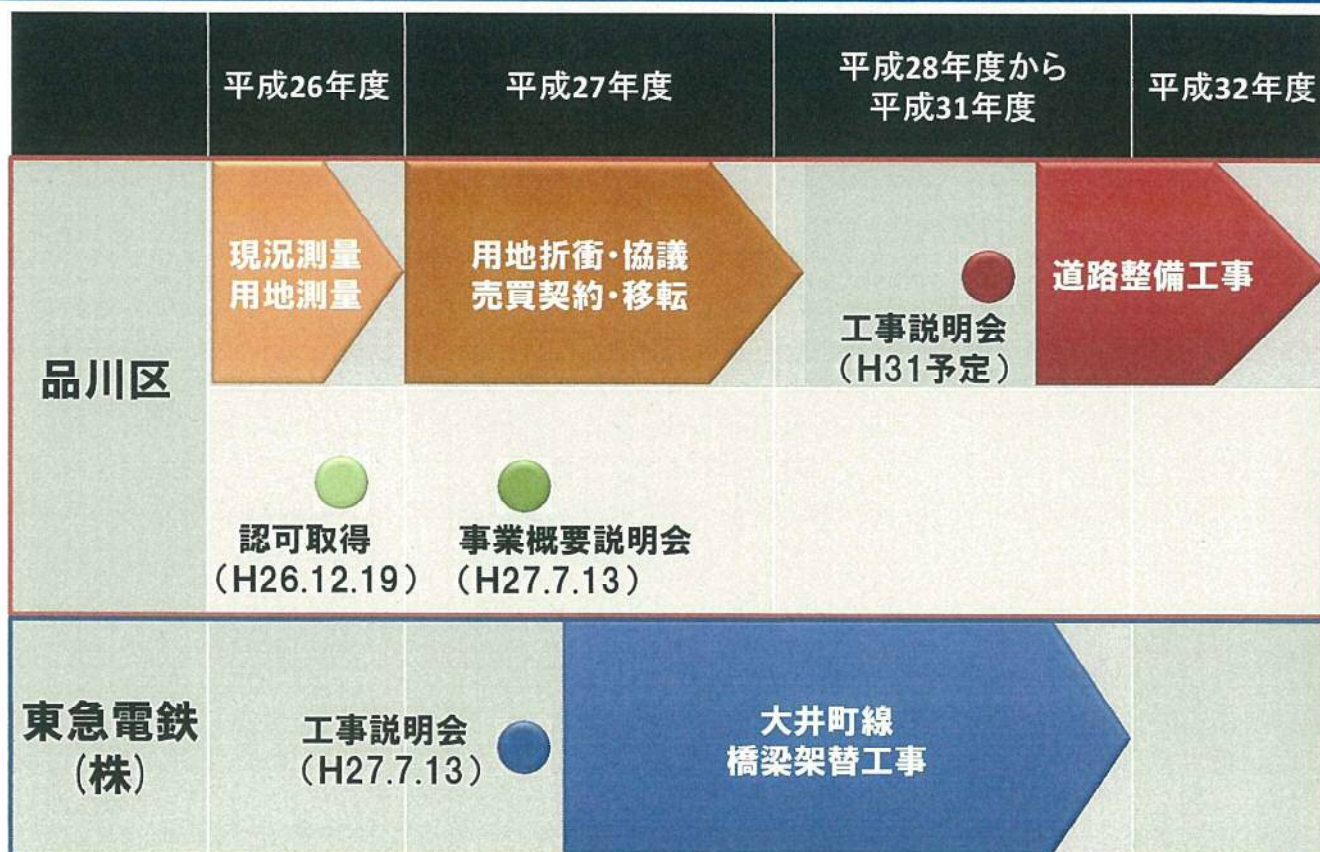 平成26年度
平成27年度
平成28年度から
平成31年度
平成32年度
品川区
現況測量
用地測量
用地折衝・協議
売買契約・移転
工事説明会
（H31予定）
道路整備工事
認可取得
（H26.12.19）
事業概要説明会
（H27.7.13）
東急電鉄
(株)
工事説明会
（H27.7.13）
大井町線
橋梁架替工事